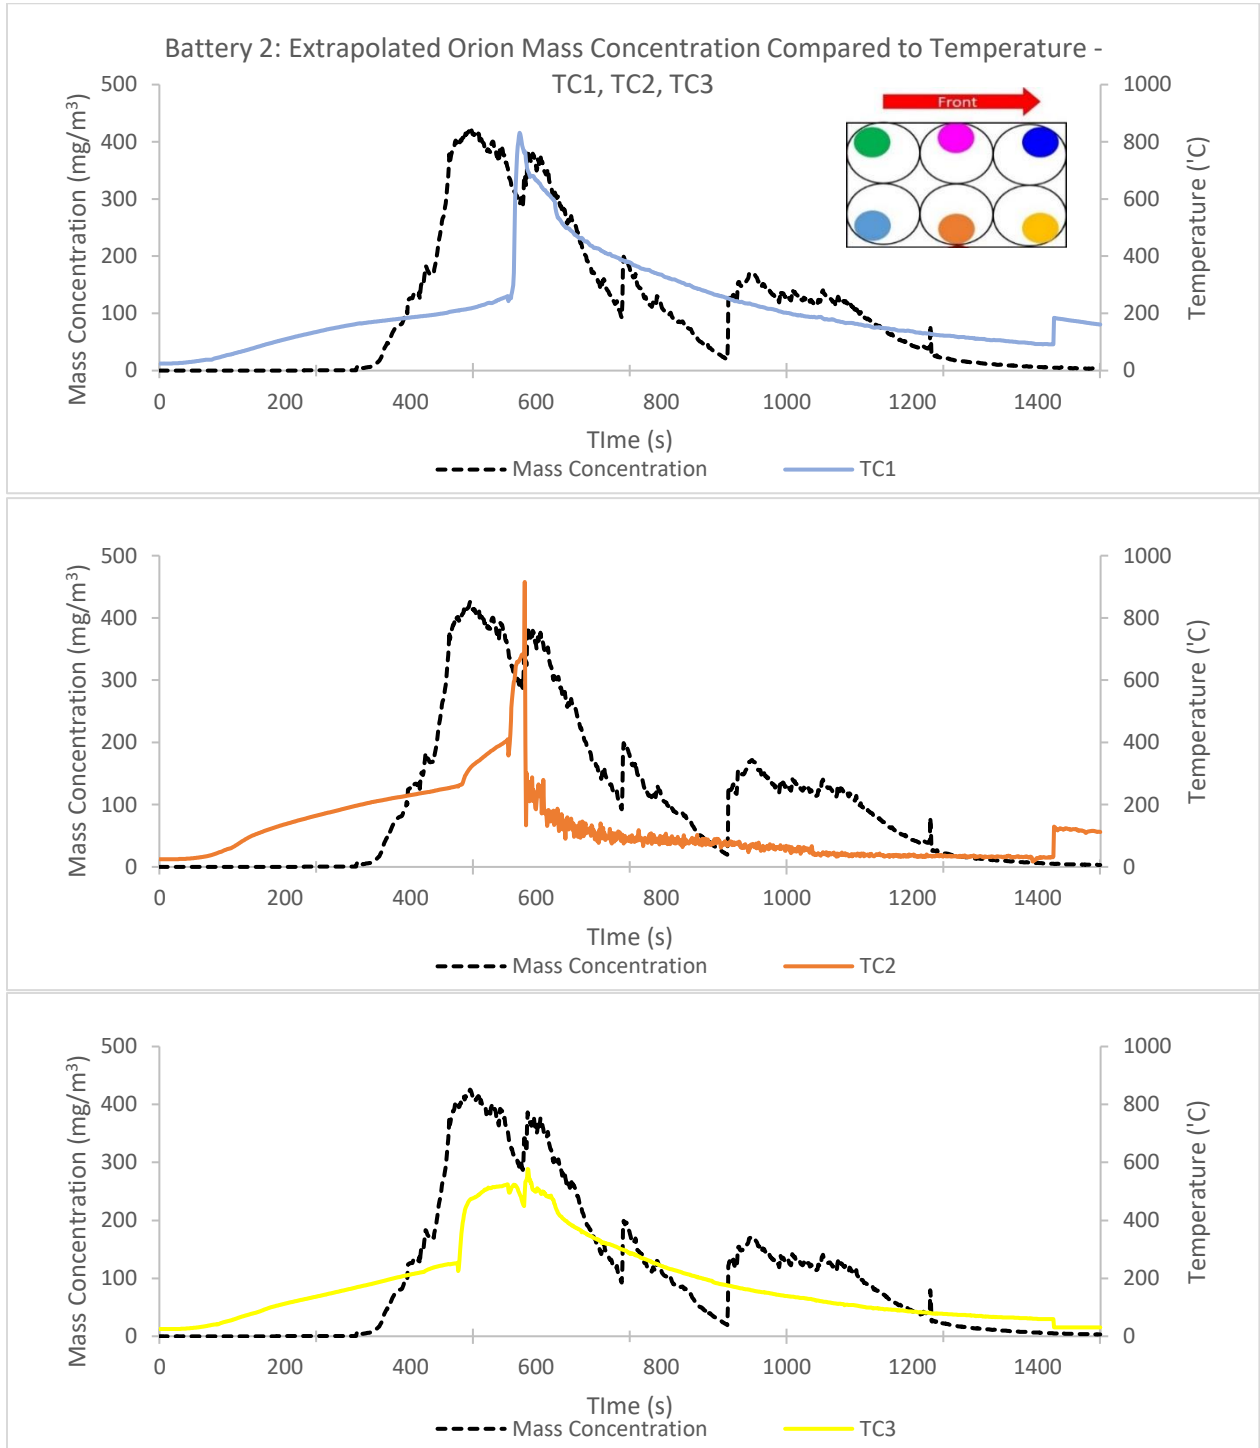 Battery 2: Extrapolated Orion Mass Concentration Compared to Temperature -
TC1, TC2, TC3
Mass Concentration (mg/m³)
500
400
300
200
100
0
Front
1000
800
600
400
200
0
Temperature ('C)
0 200 400 600 800 1000 1200 1400
TIme (s)
Mass Concentration TC1
Mass Concentration (mg/m³)
500
400
300
200
100
0
1000
800
600
400
200
0
Temperature ('C)
0 200 400 600 800 1000 1200 1400
TIme (s)
Mass Concentration TC2
Mass Concentration (mg/m³)
500
400
300
200
100
0
1000
800
600
400
200
0
Temperature ('C)
0 200 400 600 800 1000 1200 1400
TIme (s)
Mass Concentration TC3